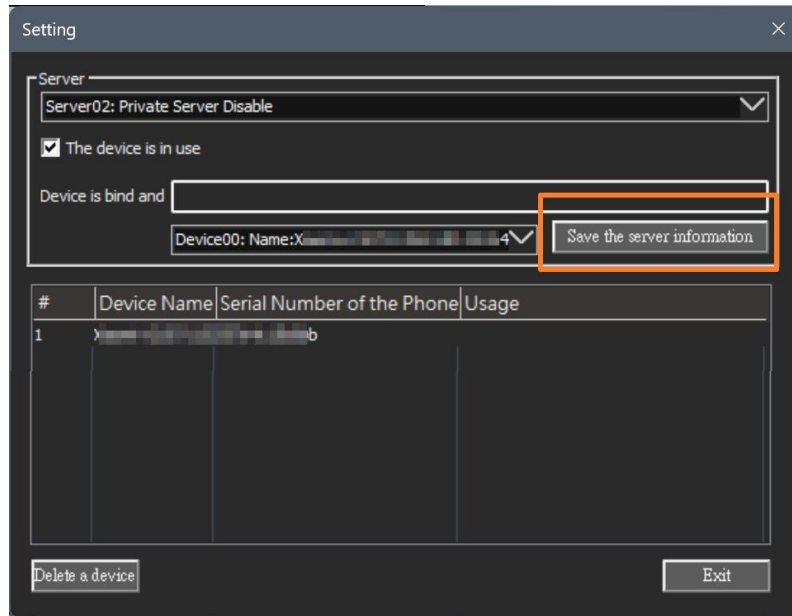 Setting
Server
Server02: Private Server Disable
The device is in use
Device is bind and
Device00: Name:X 4
Save the server information
# Device Name Serial Number of the Phone Usage
1 b
Delete a device
Exit